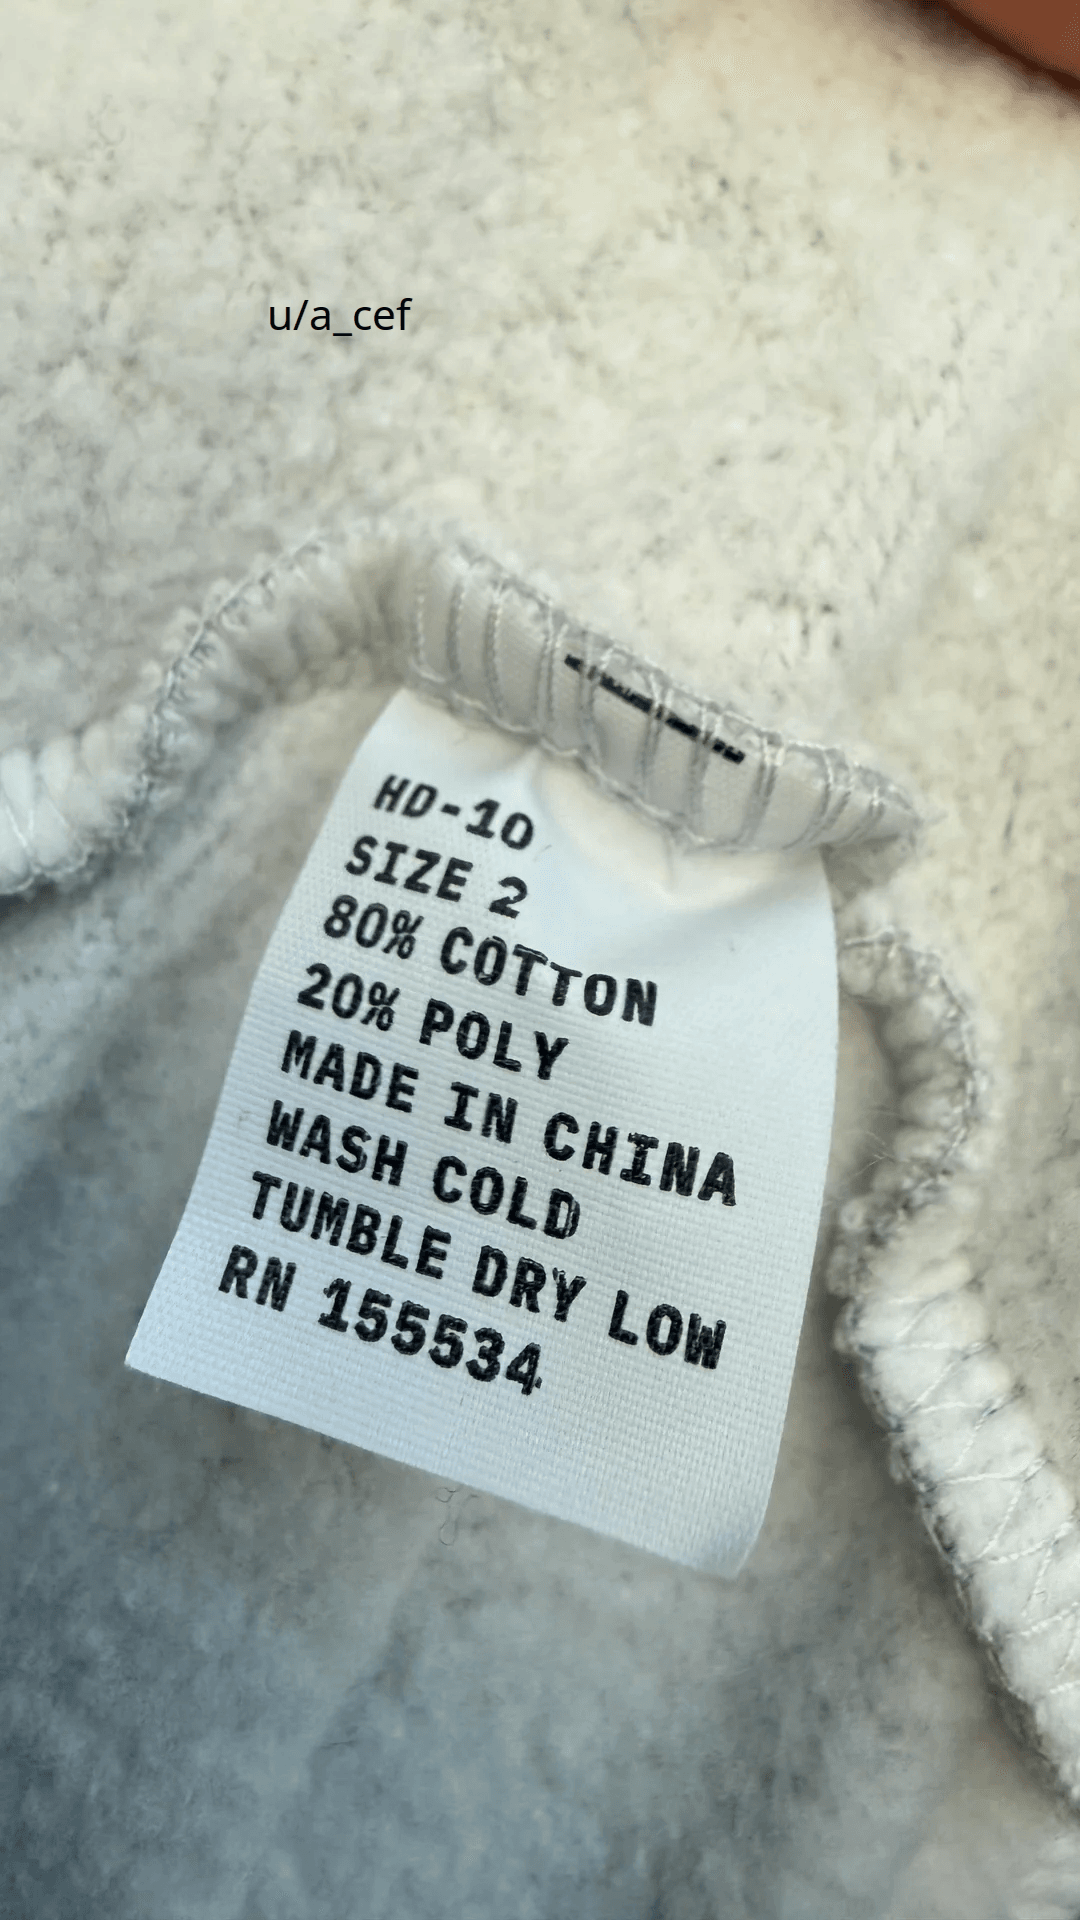 u/a_cef
HD-10
SIZE 2
80% COTTON
20% POLY
MADE IN CHINA
WASH COLD
TUMBLE DRY LOW
RN 155534